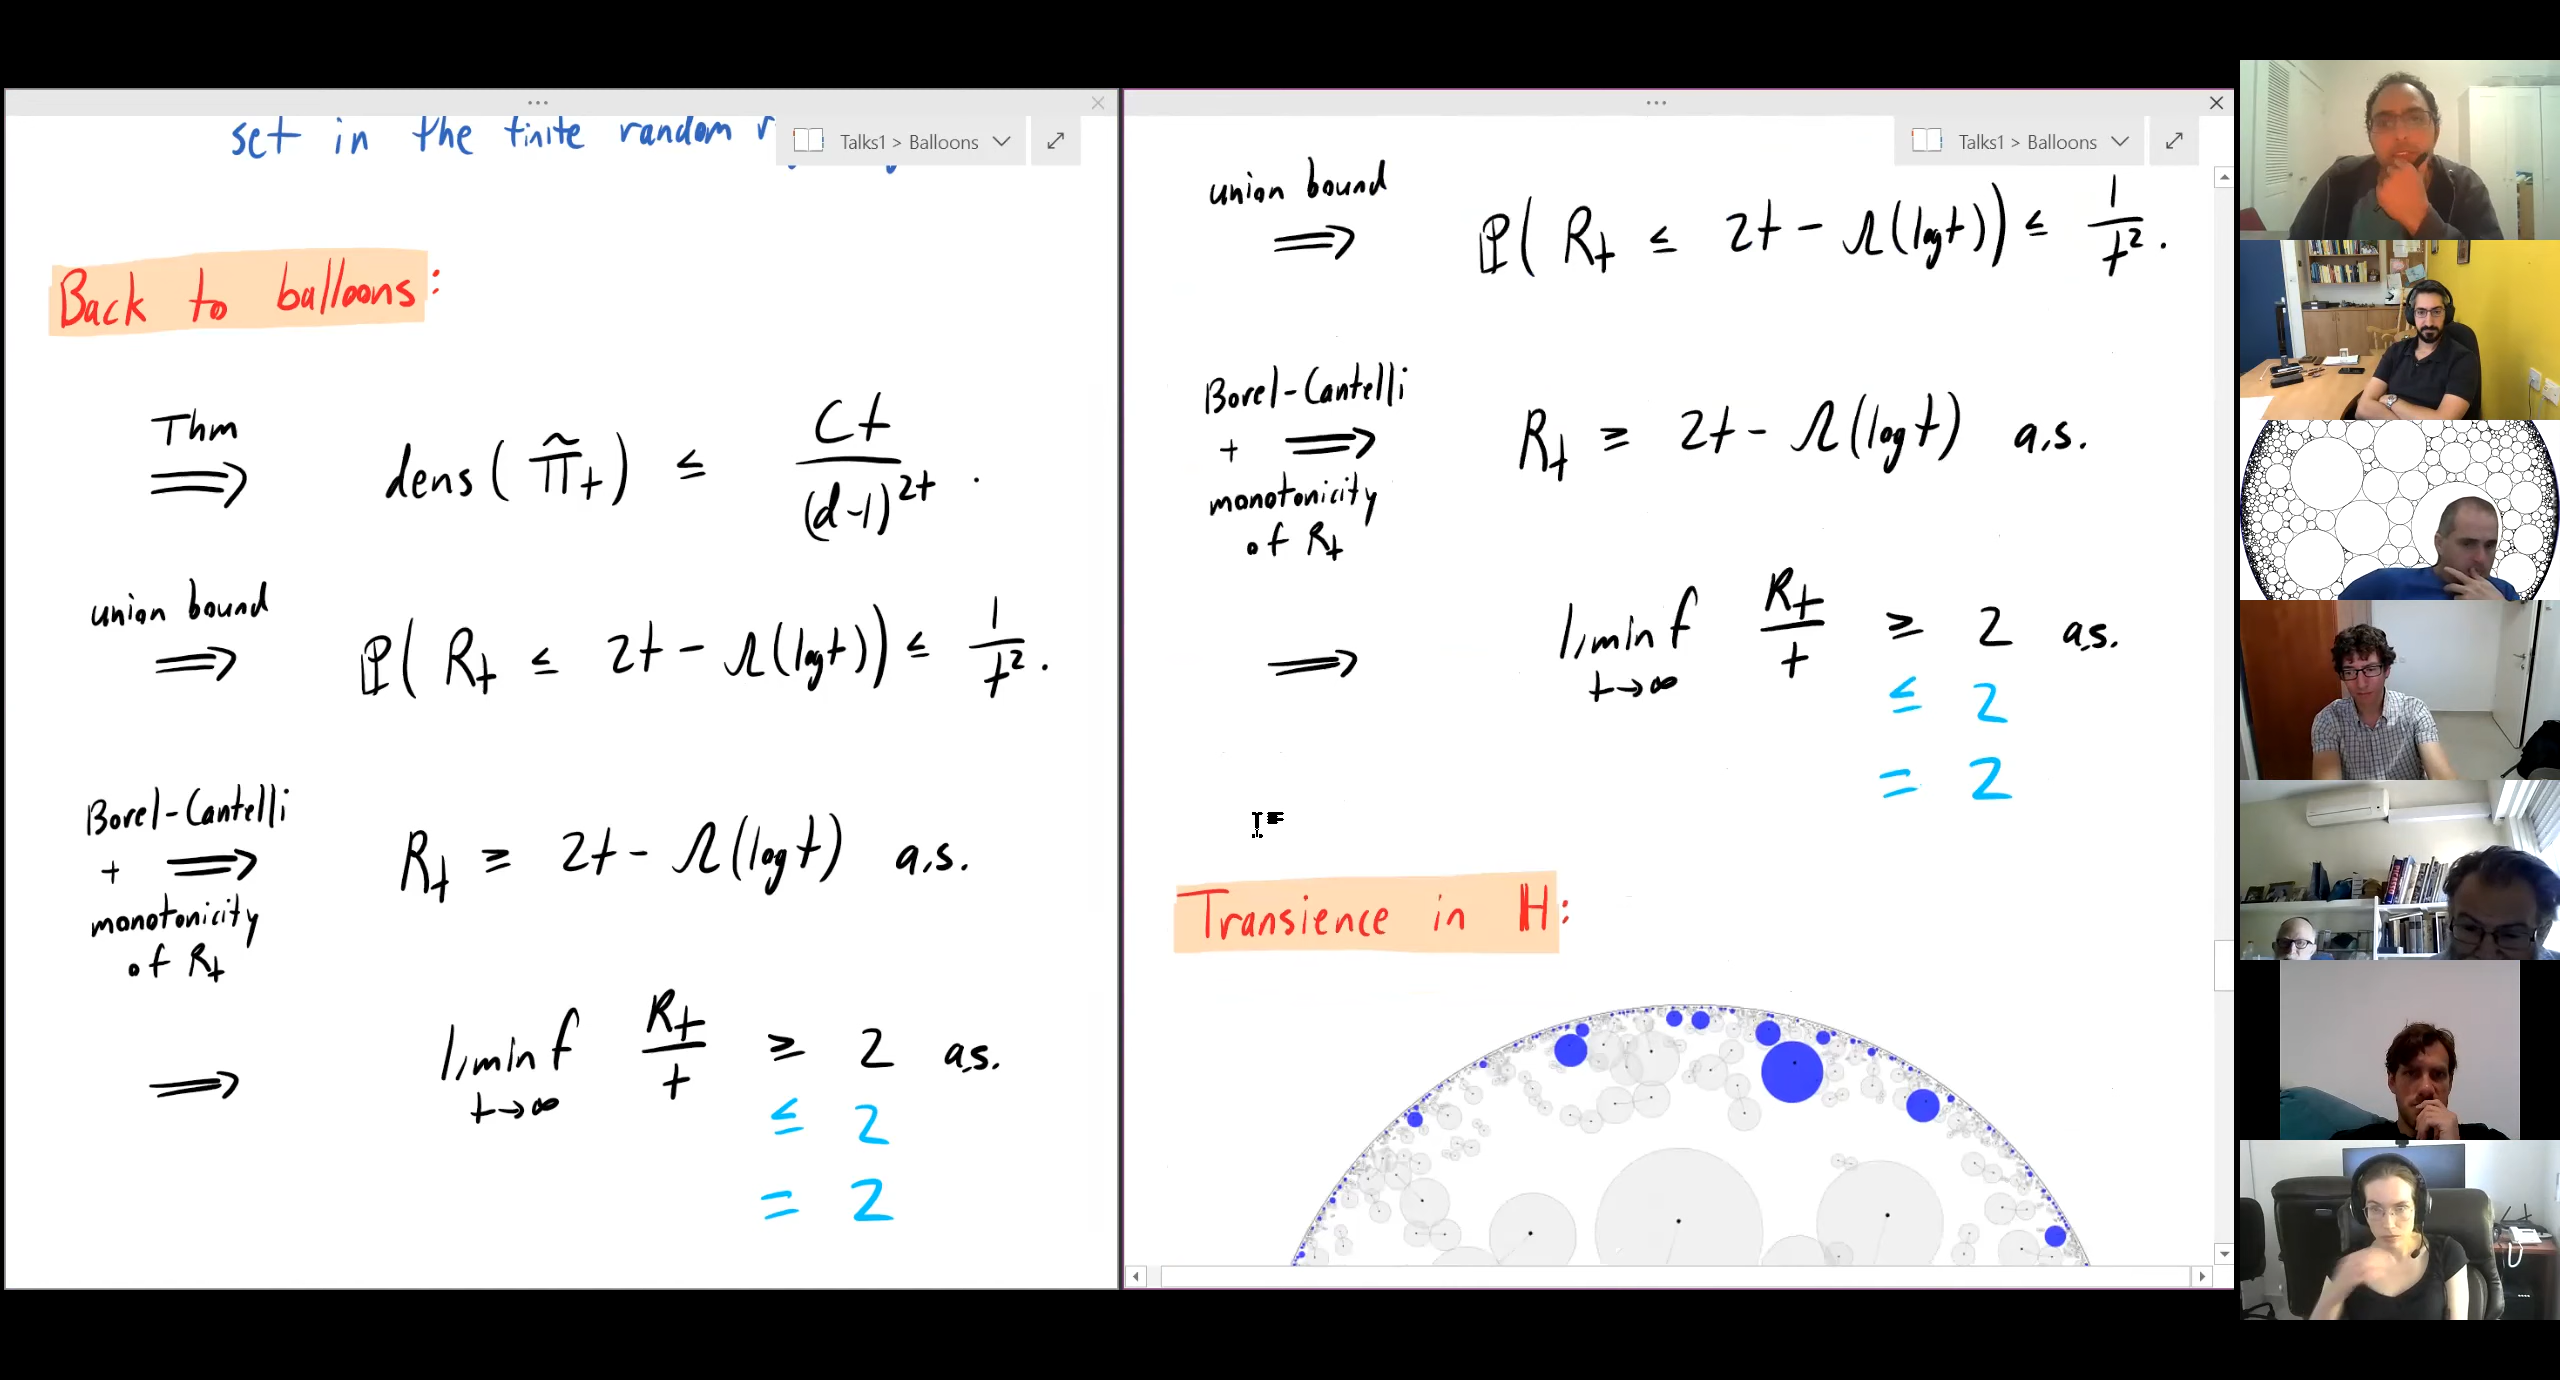 set in the finite random
Talks1 > Balloons
Back to balloons:
Thm ⟹ dens(π̃_t) ≤ Ct / (d-1)^{2t} .
union bound ⟹ ℙ( R_t ≤ 2t - Ω(log t)) ≤ 1/t² .
Borel-Cantelli
+ ⟹ R_t ≥ 2t - Ω(log t) a.s.
monotonicity
of R_t
⟹ liminf_{t→∞} R_t/t ≥ 2 a.s.
≤ 2
= 2
Talks1 > Balloons
union bound ⟹ ℙ( R_t ≤ 2t - Ω(log t)) ≤ 1/t² .
Borel-Cantelli
+ ⟹ R_t ≥ 2t - Ω(log t) a.s.
monotonicity
of R_t
⟹ liminf_{t→∞} R_t/t ≥ 2 a.s.
≤ 2
= 2
Transience in ℍ: